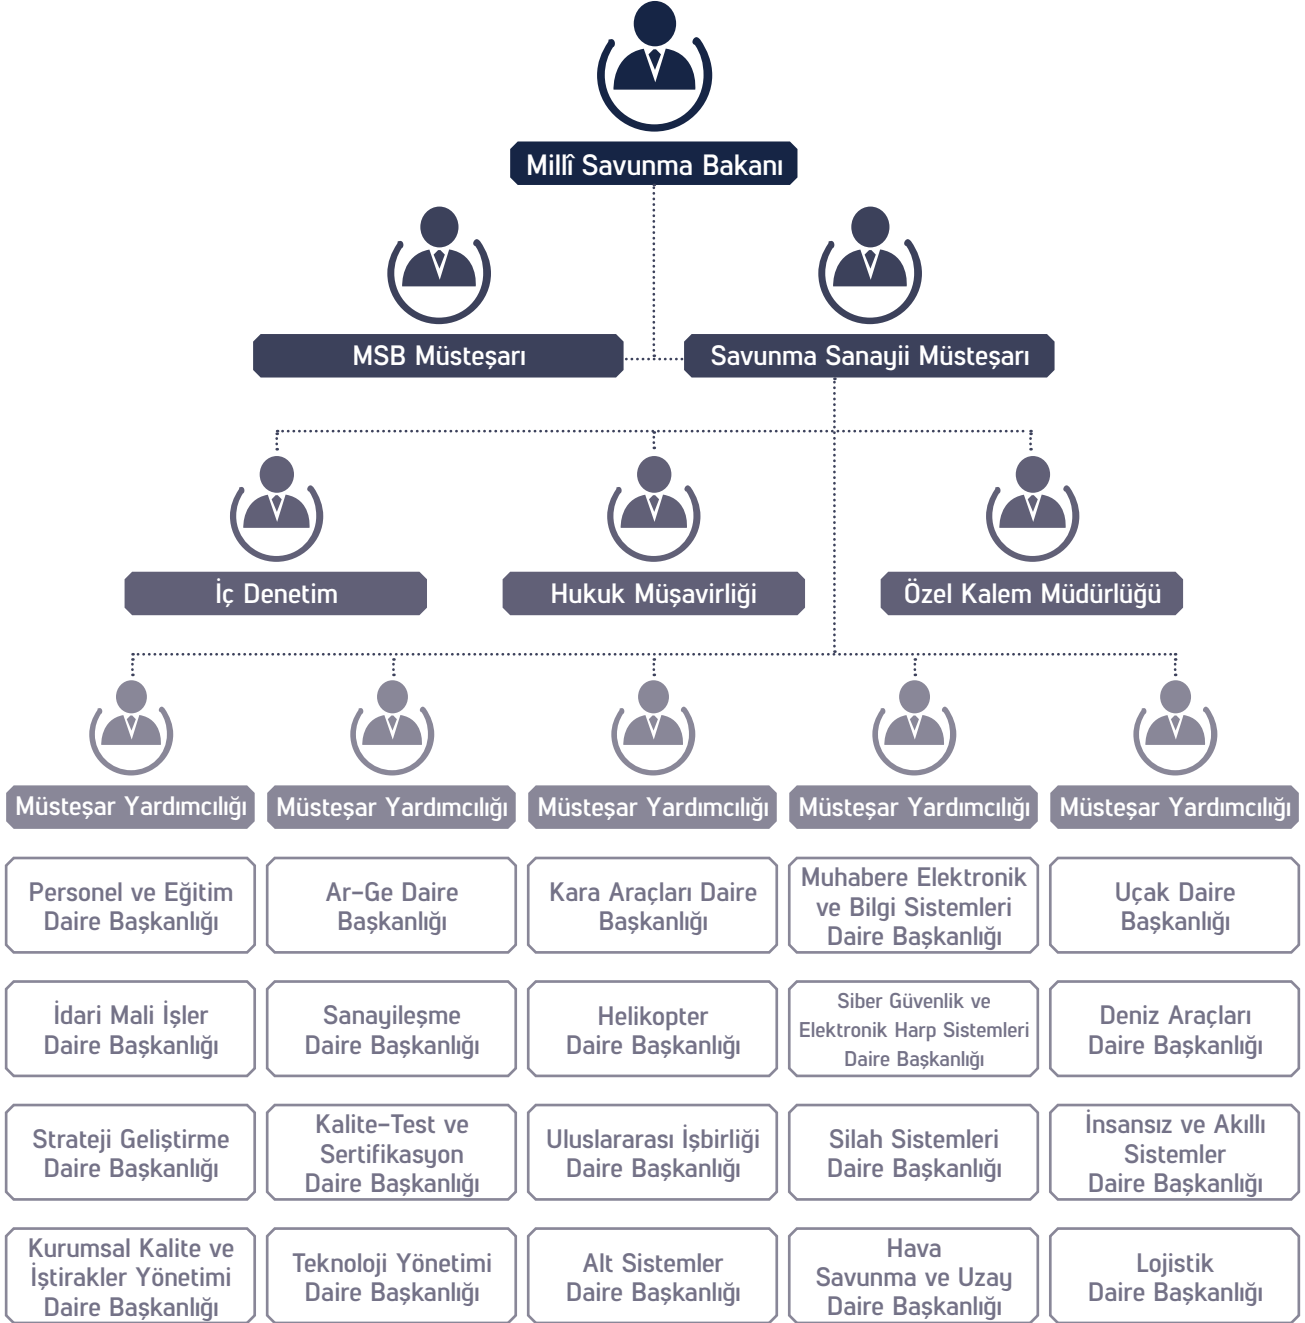 Millî Savunma Bakanı
MSB Müsteşarı
Savunma Sanayii Müsteşarı
İç Denetim
Hukuk Müşavirliği
Özel Kalem Müdürlüğü
Müsteşar Yardımcılığı
Müsteşar Yardımcılığı
Müsteşar Yardımcılığı
Müsteşar Yardımcılığı
Müsteşar Yardımcılığı
Personel ve Eğitim
Daire Başkanlığı
Ar-Ge Daire
Başkanlığı
Kara Araçları Daire
Başkanlığı
Muhabere Elektronik
ve Bilgi Sistemleri
Daire Başkanlığı
Uçak Daire
Başkanlığı
İdari Mali İşler
Daire Başkanlığı
Sanayileşme
Daire Başkanlığı
Helikopter
Daire Başkanlığı
Siber Güvenlik ve
Elektronik Harp Sistemleri
Daire Başkanlığı
Deniz Araçları
Daire Başkanlığı
Strateji Geliştirme
Daire Başkanlığı
Kalite-Test ve
Sertifikasyon
Daire Başkanlığı
Uluslararası İşbirliği
Daire Başkanlığı
Silah Sistemleri
Daire Başkanlığı
İnsansız ve Akıllı
Sistemler
Daire Başkanlığı
Kurumsal Kalite ve
İştirakler Yönetimi
Daire Başkanlığı
Teknoloji Yönetimi
Daire Başkanlığı
Alt Sistemler
Daire Başkanlığı
Hava
Savunma ve Uzay
Daire Başkanlığı
Lojistik
Daire Başkanlığı